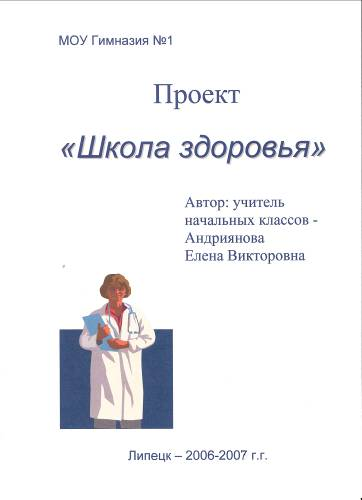 МОУ Гимназия №1
Проект
«Школа здоровья»
Автор: учитель
начальных классов -
Андриянова
Елена Викторовна
Липецк – 2006-2007 г.г.